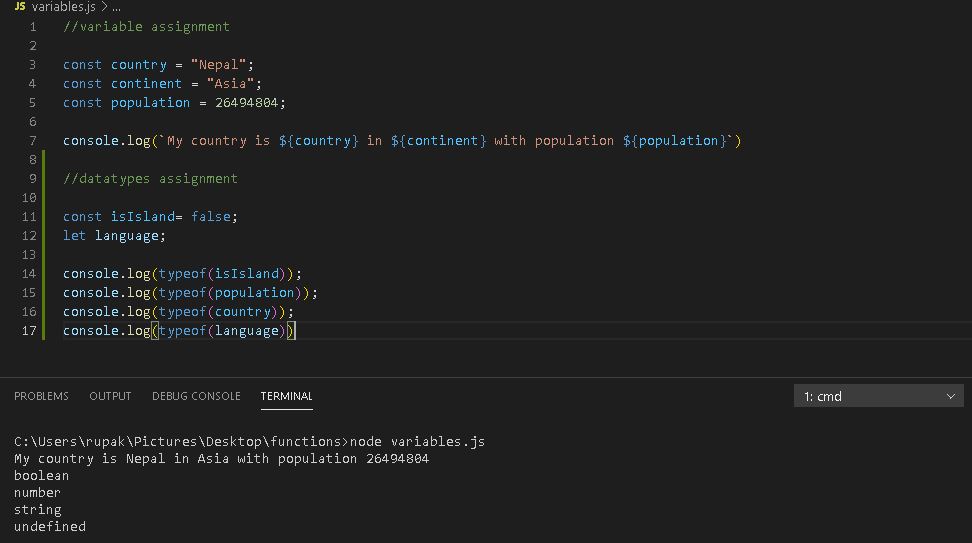 JS variables.js > ...
1 //variable assignment
2
3 const country = "Nepal";
4 const continent = "Asia";
5 const population = 26494804;
6
7 console.log(`My country is ${country} in ${continent} with population ${population}`)
8
9 //datatypes assignment
10
11 const isIsland= false;
12 let language;
13
14 console.log(typeof(isIsland));
15 console.log(typeof(population));
16 console.log(typeof(country));
17 console.log(typeof(language))
PROBLEMS OUTPUT DEBUG CONSOLE TERMINAL 1: cmd
C:\Users\rupak\Pictures\Desktop\functions>node variables.js
My country is Nepal in Asia with population 26494804
boolean
number
string
undefined